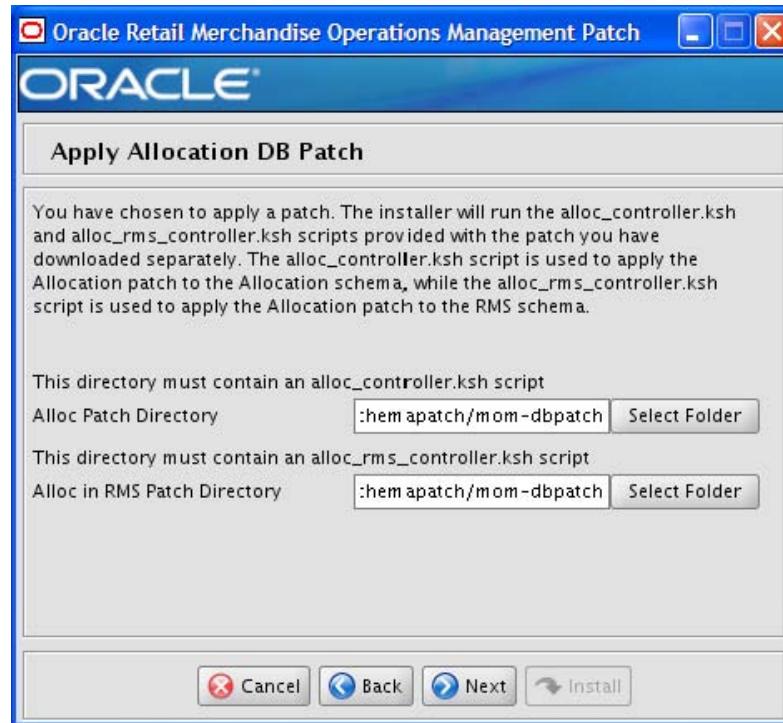 Oracle Retail Merchandise Operations Management Patch
ORACLE®
Apply Allocation DB Patch
You have chosen to apply a patch. The installer will run the alloc_controller.ksh
and alloc_rms_controller.ksh scripts provided with the patch you have
downloaded separately. The alloc_controller.ksh script is used to apply the
Allocation patch to the Allocation schema, while the alloc_rms_controller.ksh
script is used to apply the Allocation patch to the RMS schema.
This directory must contain an alloc_controller.ksh script
Alloc Patch Directory :hemapatch/mom-dbpatch Select Folder
This directory must contain an alloc_rms_controller.ksh script
Alloc in RMS Patch Directory :hemapatch/mom-dbpatch Select Folder
Cancel Back Next Install